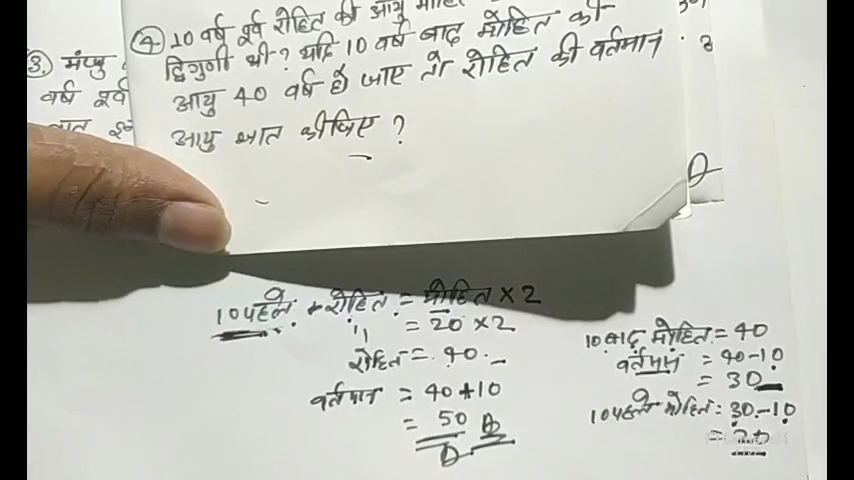 ④ 10 वर्ष पूर्व रोहित की आयु
द्विगुणी थी? यदि 10 वर्ष बाद मोहित की
आयु 40 वर्ष हो जाए तो रोहित की वर्तमान
आयु ज्ञात कीजिए?
③. मंजु
वर्ष पूर्व
10 पहले रोहित = मोहित × 2
" = 20 × 2
रोहित = 40
वर्तमान = 40 + 10
= 50
10 बाद मोहित = 40
वर्तमान = 40 - 10
= 30
10 पहले मोहित = 30 - 10
= 20